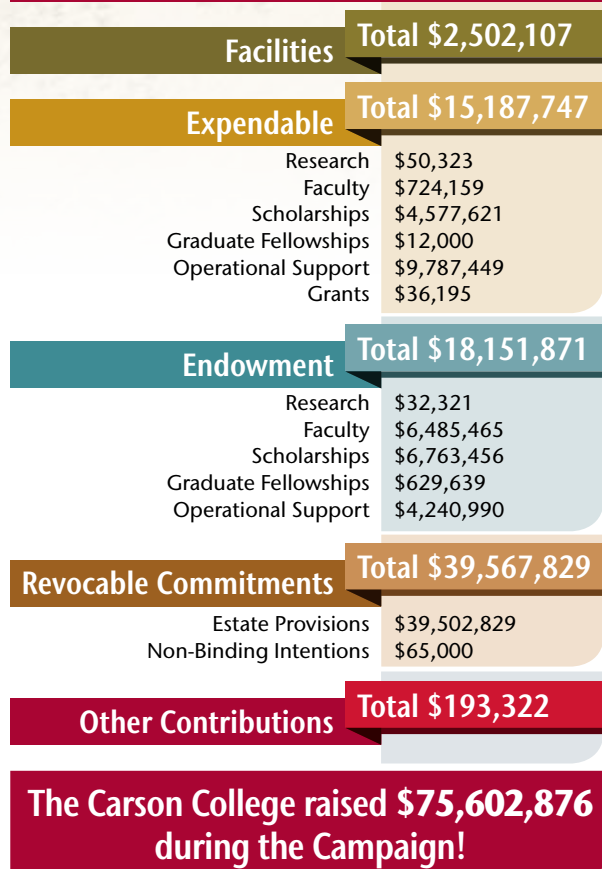 Facilities Total $2,502,107
Expendable Total $15,187,747
Research $50,323
Faculty $724,159
Scholarships $4,577,621
Graduate Fellowships $12,000
Operational Support $9,787,449
Grants $36,195
Endowment Total $18,151,871
Research $32,321
Faculty $6,485,465
Scholarships $6,763,456
Graduate Fellowships $629,639
Operational Support $4,240,990
Revocable Commitments Total $39,567,829
Estate Provisions $39,502,829
Non-Binding Intentions $65,000
Other Contributions Total $193,322
The Carson College raised $75,602,876
during the Campaign!